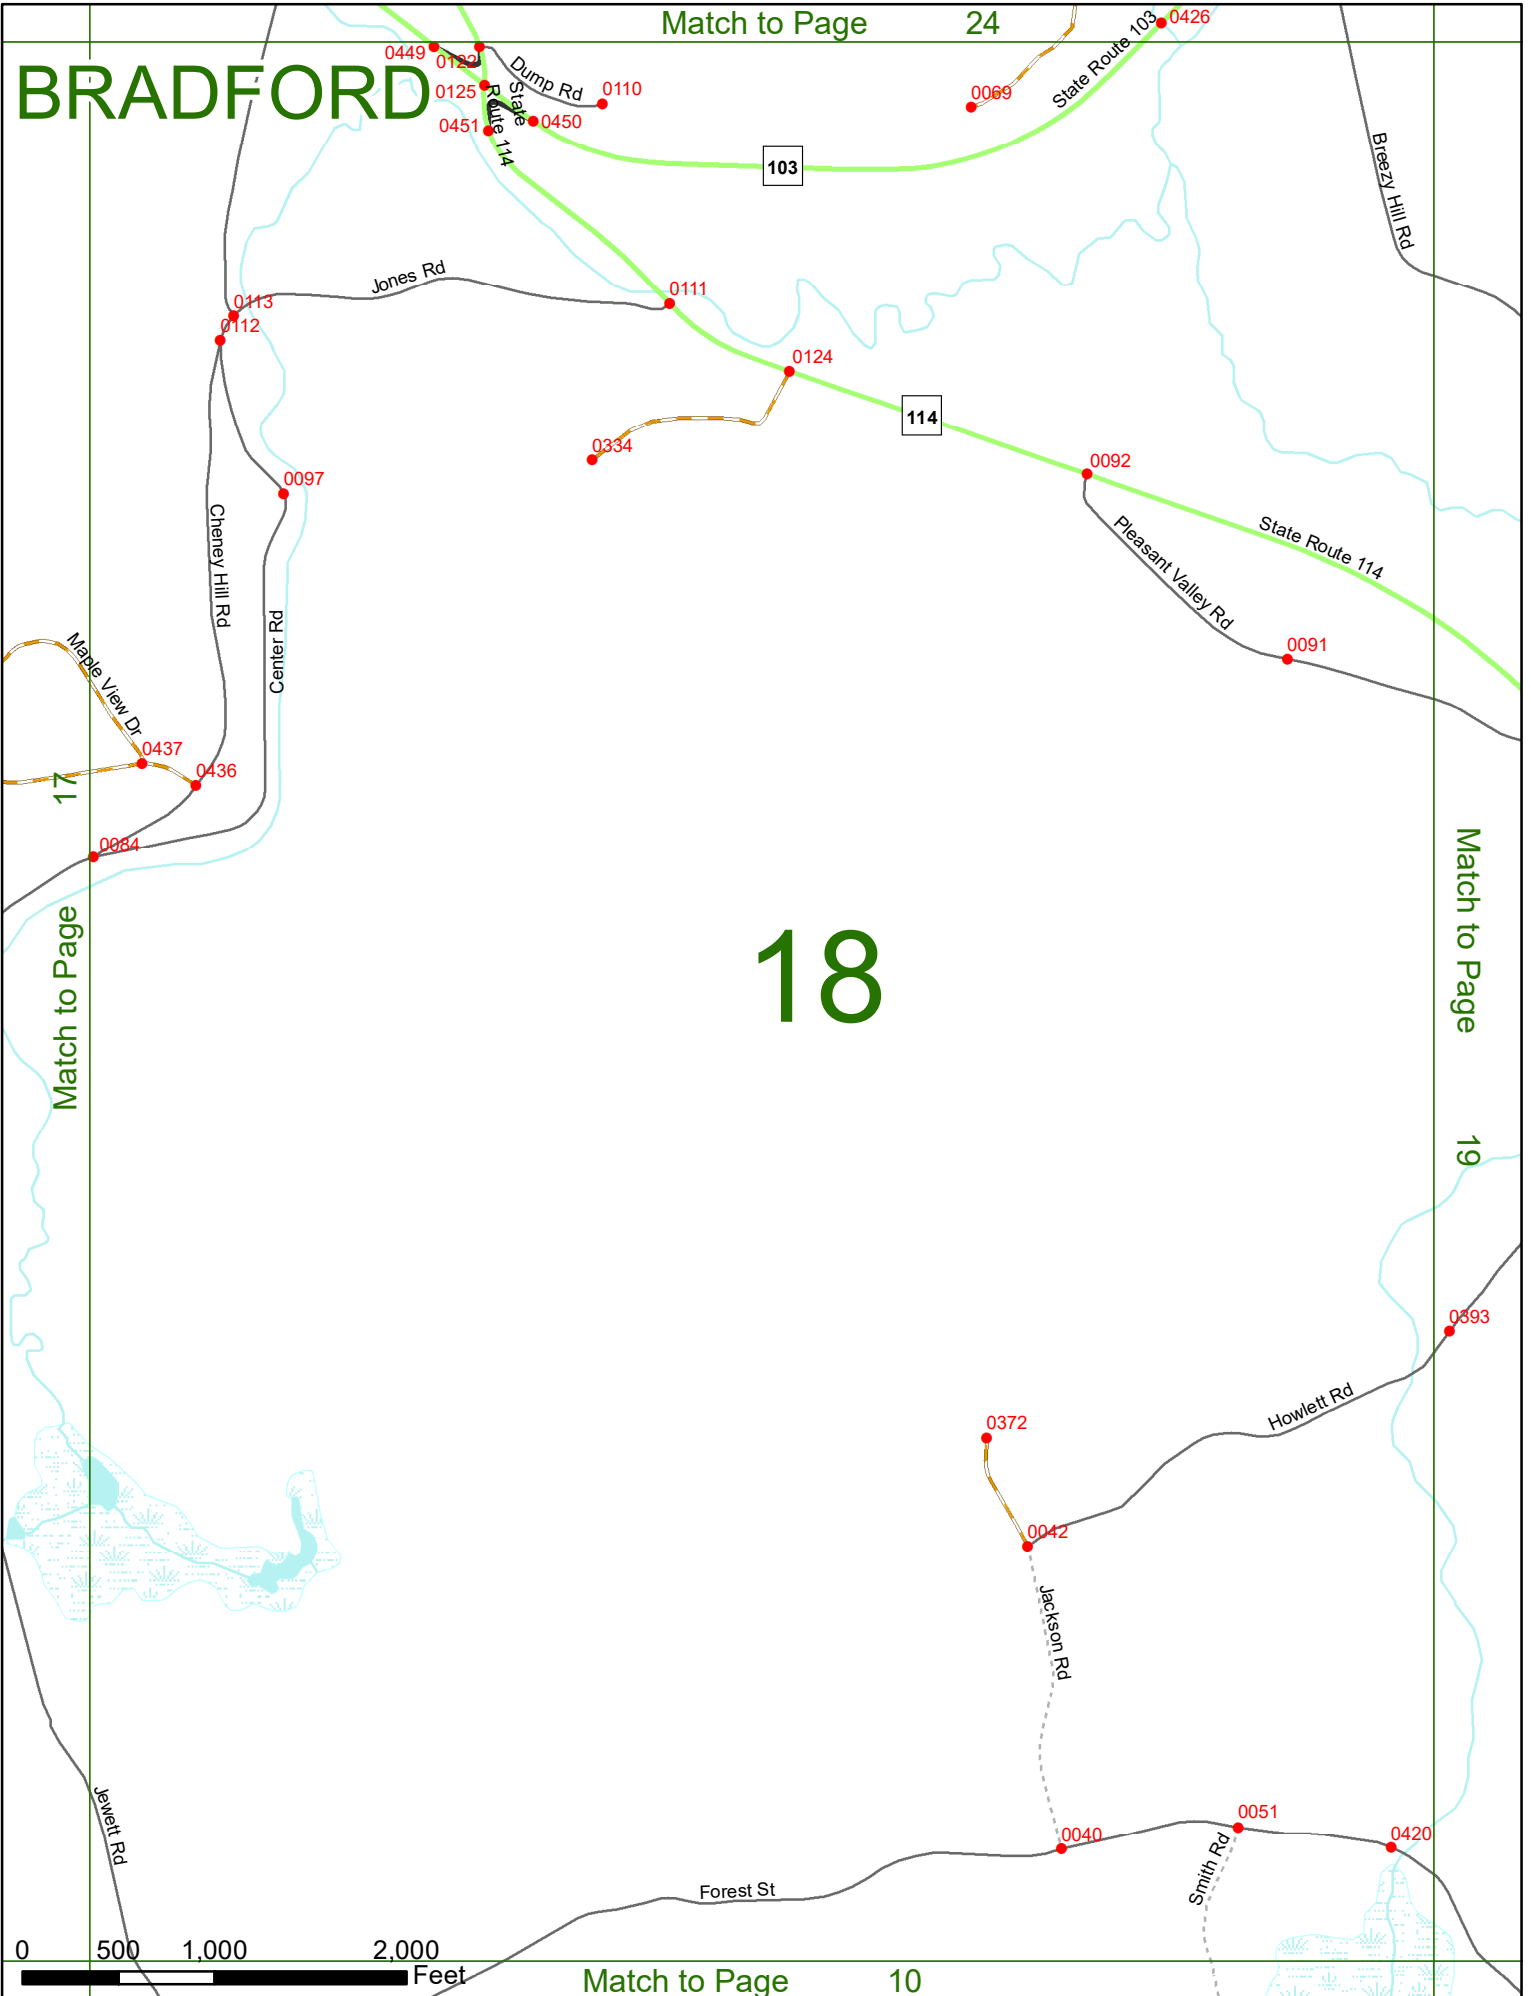 Match to Page 24
0426
0449
0122
BRADFORD
Dump Rd
0110
0125
State
Route 114
0069
State Route 103
0451
0450
103
Breezy Hill Rd
Jones Rd
0111
0113
0112
0124
114
0334
0092
0097
Cheney Hill Rd
State Route 114
Pleasant Valley Rd
Center Rd
Maple View Dr
0091
0437
0436
17
0084
Match to Page
18
Match to Page
19
0393
Howlett Rd
0372
0042
Jackson Rd
Jewett Rd
0051
0040
0420
Smith Rd
Forest St
0 500 1,000 2,000
Feet
Match to Page 10